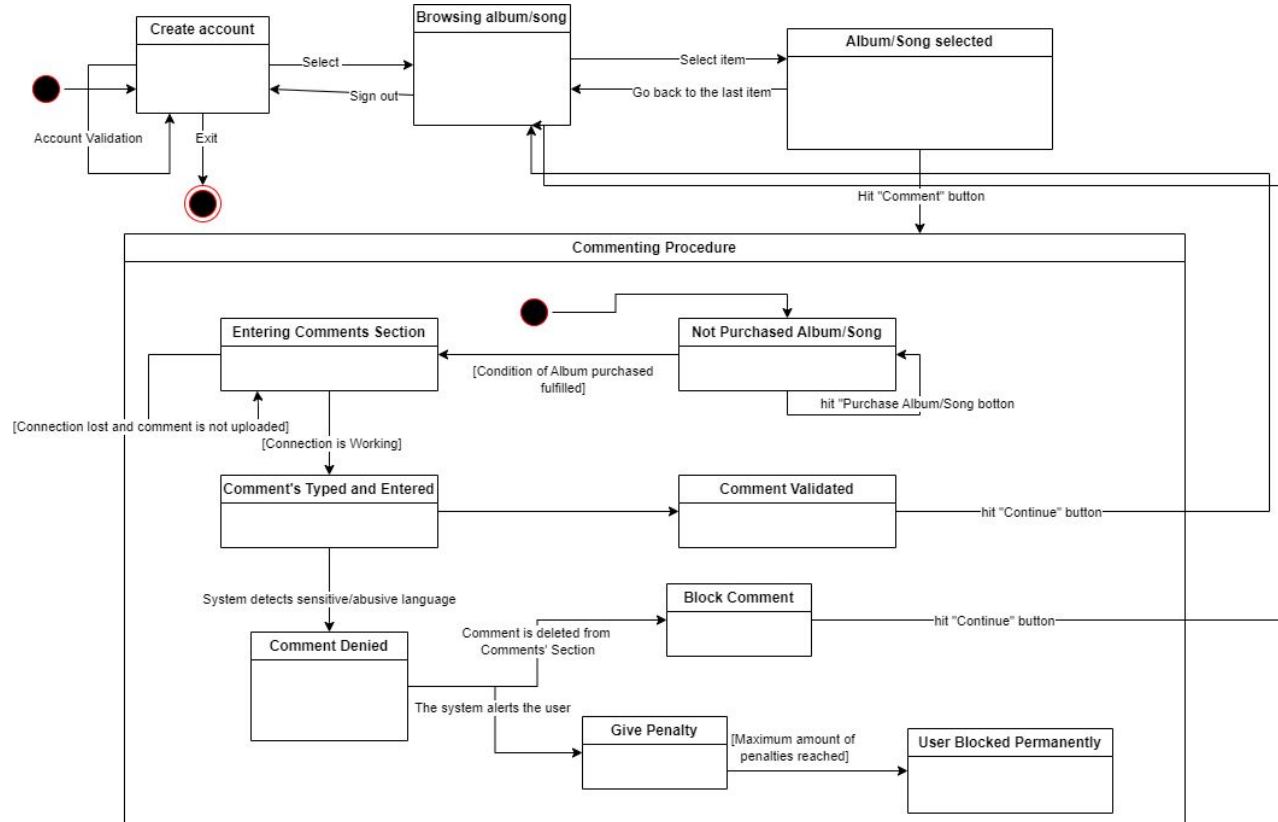 Create account
Browsing album/song
Album/Song selected
Select
Select item
Sign out
Go back to the last item
Account Validation
Exit
Hit "Comment" button
Commenting Procedure
Entering Comments Section
Not Purchased Album/Song
[Condition of Album purchased
fulfilled]
hit "Purchase Album/Song botton
[Connection lost and comment is not uploaded]
[Connection is Working]
Comment's Typed and Entered
Comment Validated
hit "Continue" button
System detects sensitive/abusive language
Block Comment
hit "Continue" button
Comment Denied
Comment is deleted from
Comments' Section
The system alerts the user
Give Penalty
[Maximum amount of
penalties reached]
User Blocked Permanently